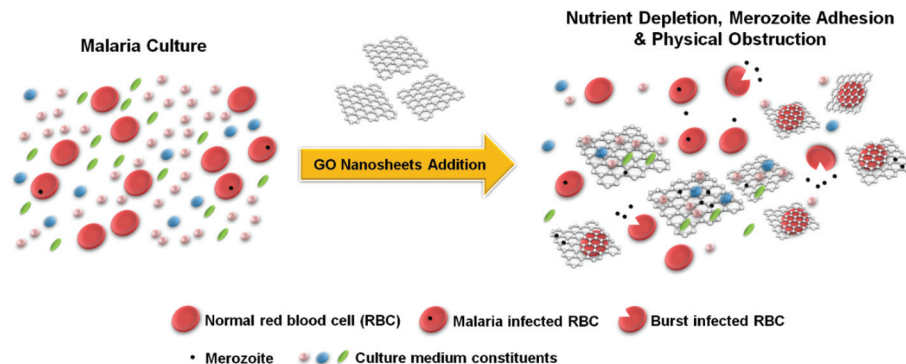 Malaria Culture
Nutrient Depletion, Merozoite Adhesion
& Physical Obstruction
GO Nanosheets Addition
Normal red blood cell (RBC)
Malaria infected RBC
Burst infected RBC
Merozoite
Culture medium constituents